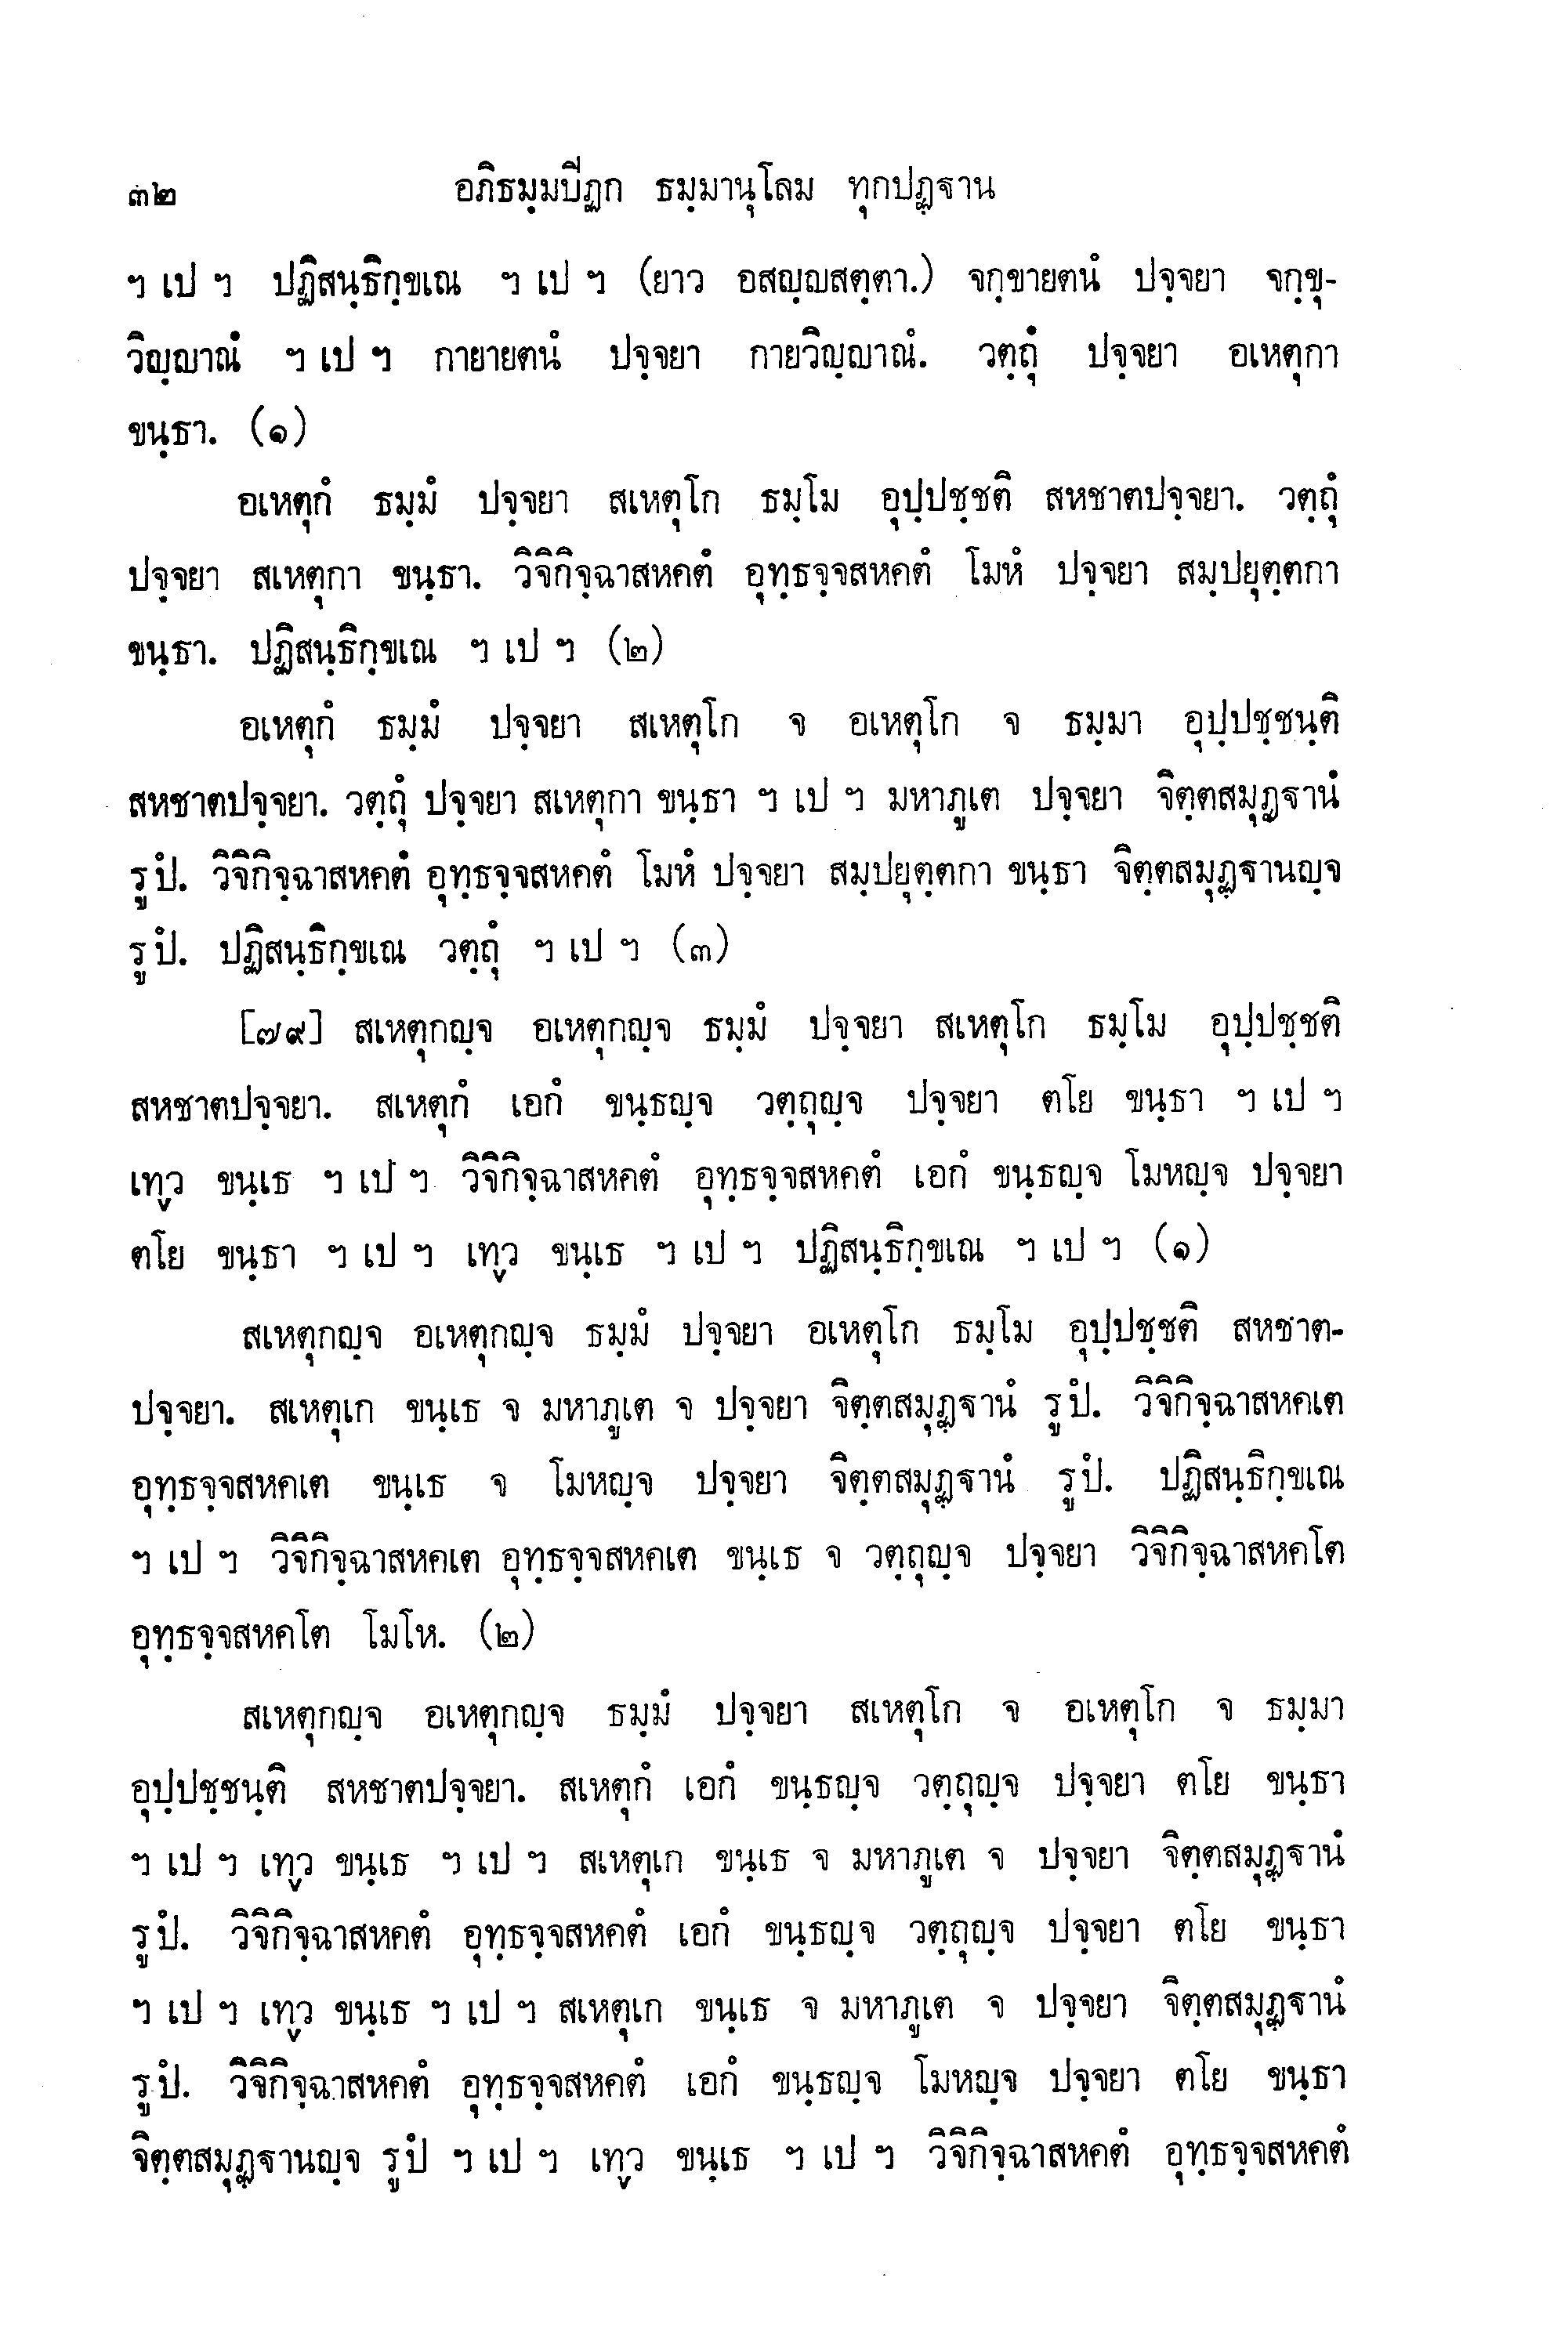 ๓๒ อภิธมฺมปีฏก ธมฺมานุโลม ทุกปฏฺฐาน
ฯ เป ฯ ปฏิสนฺธิกฺขเณ ฯ เป ฯ (ยาว อสญฺญสตฺตา.) จกฺขายตนํ ปจฺจยา จกฺขุ-
วิญฺญาณํ ฯ เป ฯ กายายตนํ ปจฺจยา กายวิญฺญาณํ. วตฺถุํ ปจฺจยา อเหตุกา
ขนฺธา. (๑)
อเหตุกํ ธมฺมํ ปจฺจยา สเหตุโก ธมฺโม อุปฺปชฺชติ สหชาตปจฺจยา. วตฺถุํ
ปจฺจยา สเหตุกา ขนฺธา. วิจิกิจฺฉาสหคตํ อุทฺธจฺจสหคตํ โมหํ ปจฺจยา สมฺปยุตฺตกา
ขนฺธา. ปฏิสนฺธิกฺขเณ ฯ เป ฯ (๒)
อเหตุกํ ธมฺมํ ปจฺจยา สเหตุโก จ อเหตุโก จ ธมฺมา อุปฺปชฺชนฺติ
สหชาตปจฺจยา. วตฺถุํ ปจฺจยา สเหตุกา ขนฺธา ฯ เป ฯ มหาภูเต ปจฺจยา จิตฺตสมุฏฺฐานํ
รูปํ. วิจิกิจฺฉาสหคตํ อุทฺธจฺจสหคตํ โมหํ ปจฺจยา สมฺปยุตฺตกา ขนฺธา จิตฺตสมุฏฺฐานญฺจ
รูปํ. ปฏิสนฺธิกฺขเณ วตฺถุํ ฯ เป ฯ (๓)
[๗๙] สเหตุกญฺจ อเหตุกญฺจ ธมฺมํ ปจฺจยา สเหตุโก ธมฺโม อุปฺปชฺชติ
สหชาตปจฺจยา. สเหตุกํ เอกํ ขนฺธญฺจ วตฺถุญฺจ ปจฺจยา ตโย ขนฺธา ฯ เป ฯ
เทฺว ขนฺเธ ฯ เป ฯ วิจิกิจฺฉาสหคตํ อุทฺธจฺจสหคตํ เอกํ ขนฺธญฺจ โมหญฺจ ปจฺจยา
ตโย ขนฺธา ฯ เป ฯ เทฺว ขนฺเธ ฯ เป ฯ ปฏิสนฺธิกฺขเณ ฯ เป ฯ (๑)
สเหตุกญฺจ อเหตุกญฺจ ธมฺมํ ปจฺจยา อเหตุโก ธมฺโม อุปฺปชฺชติ สหชาต-
ปจฺจยา. สเหตุเก ขนฺเธ จ มหาภูเต จ ปจฺจยา จิตฺตสมุฏฺฐานํ รูปํ. วิจิกิจฺฉาสหคเต
อุทฺธจฺจสหคเต ขนฺเธ จ โมหญฺจ ปจฺจยา จิตฺตสมุฏฺฐานํ รูปํ. ปฏิสนฺธิกฺขเณ
ฯ เป ฯ วิจิกิจฺฉาสหคเต อุทฺธจฺจสหคเต ขนฺเธ จ วตฺถุญฺจ ปจฺจยา วิจิกิจฺฉาสหคโต
อุทฺธจฺจสหคโต โมโห. (๒)
สเหตุกญฺจ อเหตุกญฺจ ธมฺมํ ปจฺจยา สเหตุโก จ อเหตุโก จ ธมฺมา
อุปฺปชฺชนฺติ สหชาตปจฺจยา. สเหตุกํ เอกํ ขนฺธญฺจ วตฺถุญฺจ ปจฺจยา ตโย ขนฺธา
ฯ เป ฯ เทฺว ขนฺเธ ฯ เป ฯ สเหตุเก ขนฺเธ จ มหาภูเต จ ปจฺจยา จิตฺตสมุฏฺฐานํ
รูปํ. วิจิกิจฺฉาสหคตํ อุทฺธจฺจสหคตํ เอกํ ขนฺธญฺจ วตฺถุญฺจ ปจฺจยา ตโย ขนฺธา
ฯ เป ฯ เทฺว ขนฺเธ ฯ เป ฯ สเหตุเก ขนฺเธ จ มหาภูเต จ ปจฺจยา จิตฺตสมุฏฺฐานํ
รูปํ. วิจิกิจฺฉาสหคตํ อุทฺธจฺจสหคตํ เอกํ ขนฺธญฺจ โมหญฺจ ปจฺจยา ตโย ขนฺธา
จิตฺตสมุฏฺฐานญฺจ รูปํ ฯ เป ฯ เทฺว ขนฺเธ ฯ เป ฯ วิจิกิจฺฉาสหคตํ อุทฺธจฺจสหคตํ